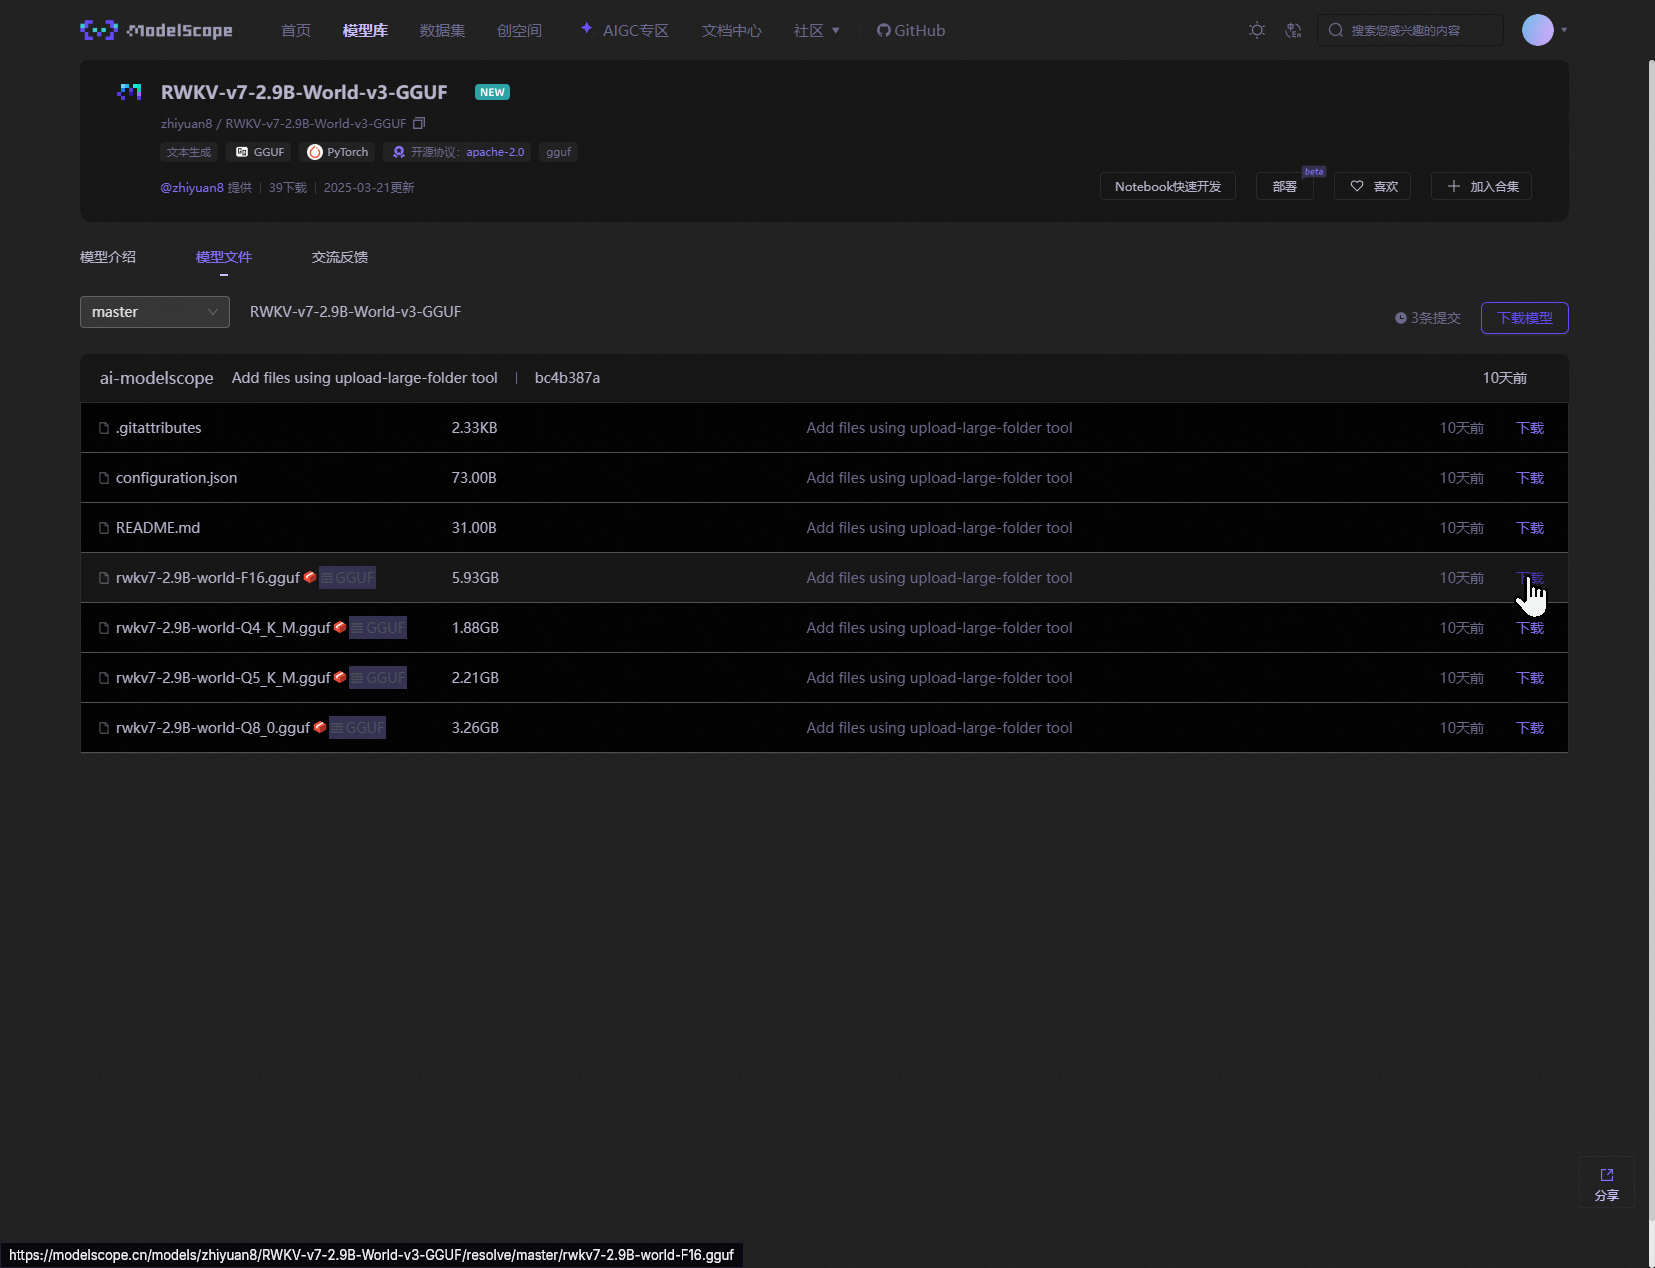 ModelScope 首页 模型库 数据集 创空间 AIGC专区 文档中心 社区 GitHub 搜索您感兴趣的内容
RWKV-v7-2.9B-World-v3-GGUF NEW
zhiyuan8 / RWKV-v7-2.9B-World-v3-GGUF
文本生成 GGUF PyTorch 开源协议: apache-2.0 gguf
@zhiyuan8 提供 | 39下载 | 2025-03-21更新
Notebook快速开发 部署 beta 喜欢 加入合集
模型介绍 模型文件 交流反馈
master RWKV-v7-2.9B-World-v3-GGUF 3条提交 下载模型
ai-modelscope Add files using upload-large-folder tool | bc4b387a 10天前
.gitattributes 2.33KB Add files using upload-large-folder tool 10天前 下载
configuration.json 73.00B Add files using upload-large-folder tool 10天前 下载
README.md 31.00B Add files using upload-large-folder tool 10天前 下载
rwkv7-2.9B-world-F16.gguf GGUF 5.93GB Add files using upload-large-folder tool 10天前 下载
rwkv7-2.9B-world-Q4_K_M.gguf GGUF 1.88GB Add files using upload-large-folder tool 10天前 下载
rwkv7-2.9B-world-Q5_K_M.gguf GGUF 2.21GB Add files using upload-large-folder tool 10天前 下载
rwkv7-2.9B-world-Q8_0.gguf GGUF 3.26GB Add files using upload-large-folder tool 10天前 下载
分享
https://modelscope.cn/models/zhiyuan8/RWKV-v7-2.9B-World-v3-GGUF/resolve/master/rwkv7-2.9B-world-F16.gguf